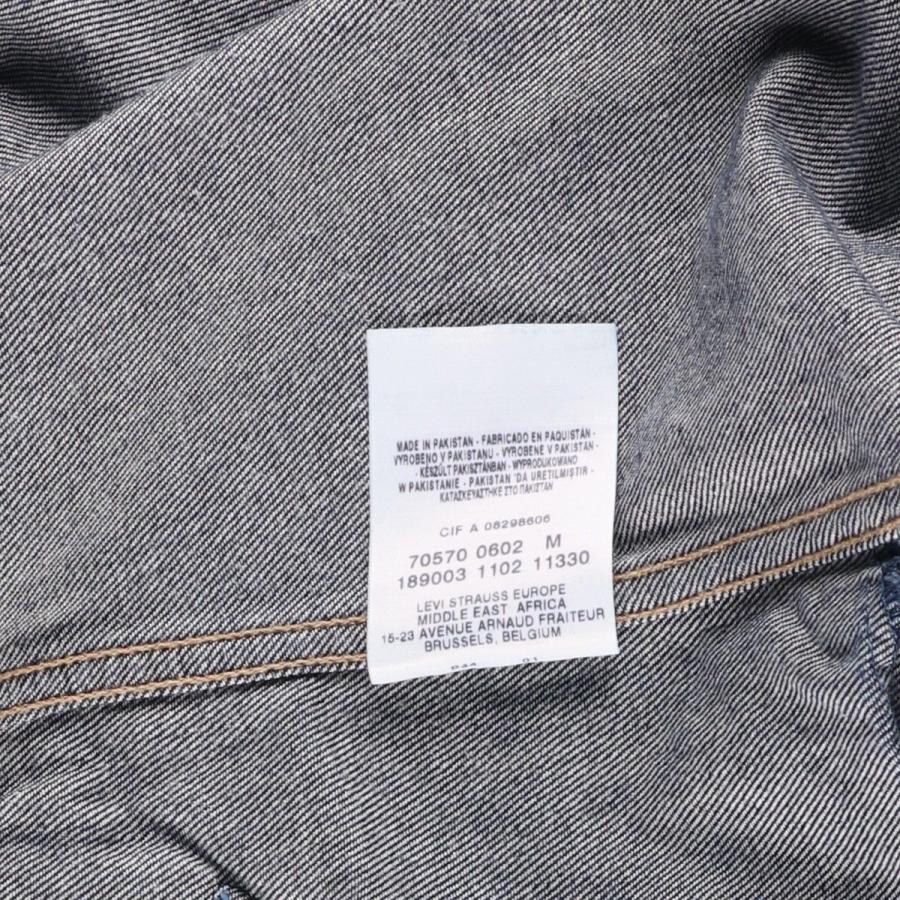 MADE IN PAKISTAN - FABRICADO EN PAQUISTÁN -
VYROBENO V PAKISTANU - VYROBENE V PAKISTAN -
- KÉSZÜLT PAKISZTÁNBAN - WYPRODUKOWANO
W PAKISTANIE - PAKISTAN 'DA ÜRETILMIŞTIR -
ΚΑΤΑΣΚΕΥΑΣΤΗΚΕ ΣΤΟ ΠΑΚΙΣΤΑΝ
CIF A 08298606
70570 0602 M
189003 1102 11330
LEVI STRAUSS EUROPE
MIDDLE EAST AFRICA
15-23 AVENUE ARNAUD FRAITEUR
BRUSSELS, BELGIUM